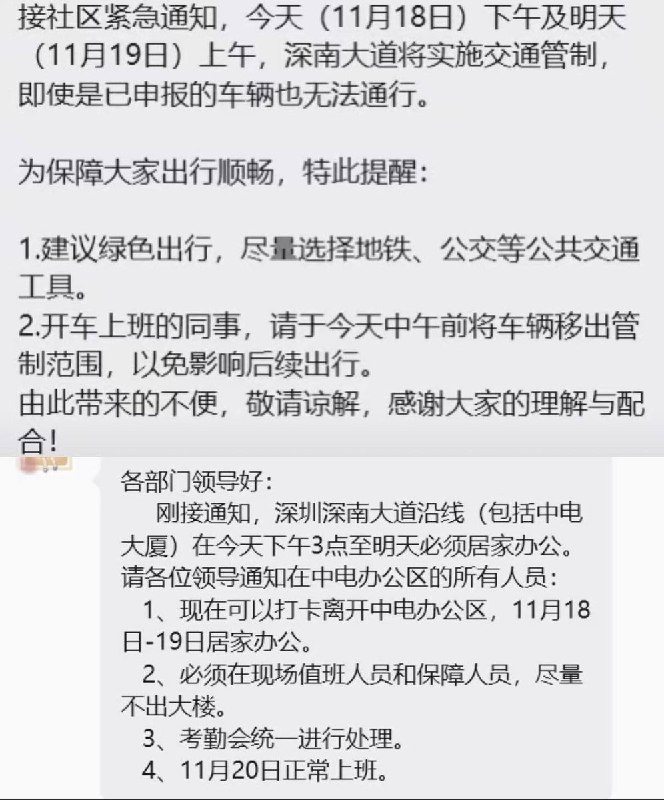 接社区紧急通知，今天（11月18日）下午及明天
（11月19日）上午，深南大道将实施交通管制，
即使是已申报的车辆也无法通行。
为保障大家出行顺畅，特此提醒：
1.建议绿色出行，尽量选择地铁、公交等公共交通
工具。
2.开车上班的同事，请于今天中午前将车辆移出管
制范围，以免影响后续出行。
由此带来的不便，敬请谅解，感谢大家的理解与配
合！
各部门领导好：
刚接通知，深圳深南大道沿线（包括中电
大厦）在今天下午3点至明天必须居家办公。
请各位领导通知在中电办公区的所有人员：
1、现在可以打卡离开中电办公区，11月18
日-19日居家办公。
2、必须在现场值班人员和保障人员，尽量
不出大楼。
3、考勤会统一进行处理。
4、11月20日正常上班。